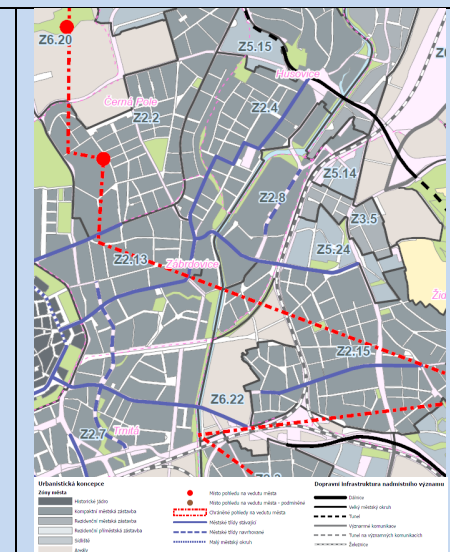 Z6.20
Z5.15
Husovice
Černá Pole
Z2.2
Z2.4
Z5.14
Z2.8
Z3.5
Z5.24
Z2.13
Zábrdovice
Žid
Z2.15
Z6.22
Trnitá
Z2.7
Urbanistická koncepce
Zóny města
Historické jádro
Kompaktní městská zástavba
Rezidenční městská zástavba
Rezidenční příměstská zástavba
Sídliště
Areály
Místo pohledu na vedutu města
Místo pohledu na vedutu města - podmíněné
Chráněné pohledy na vedutu města
Městské třídy stávající
Městské třídy navrhované
Malý městský okruh
Dopravní infrastruktura nadmístního významu
Dálnice
Velký městský okruh
Tunel
Významné komunikace
Tunel na významných komunikacích
Železnice